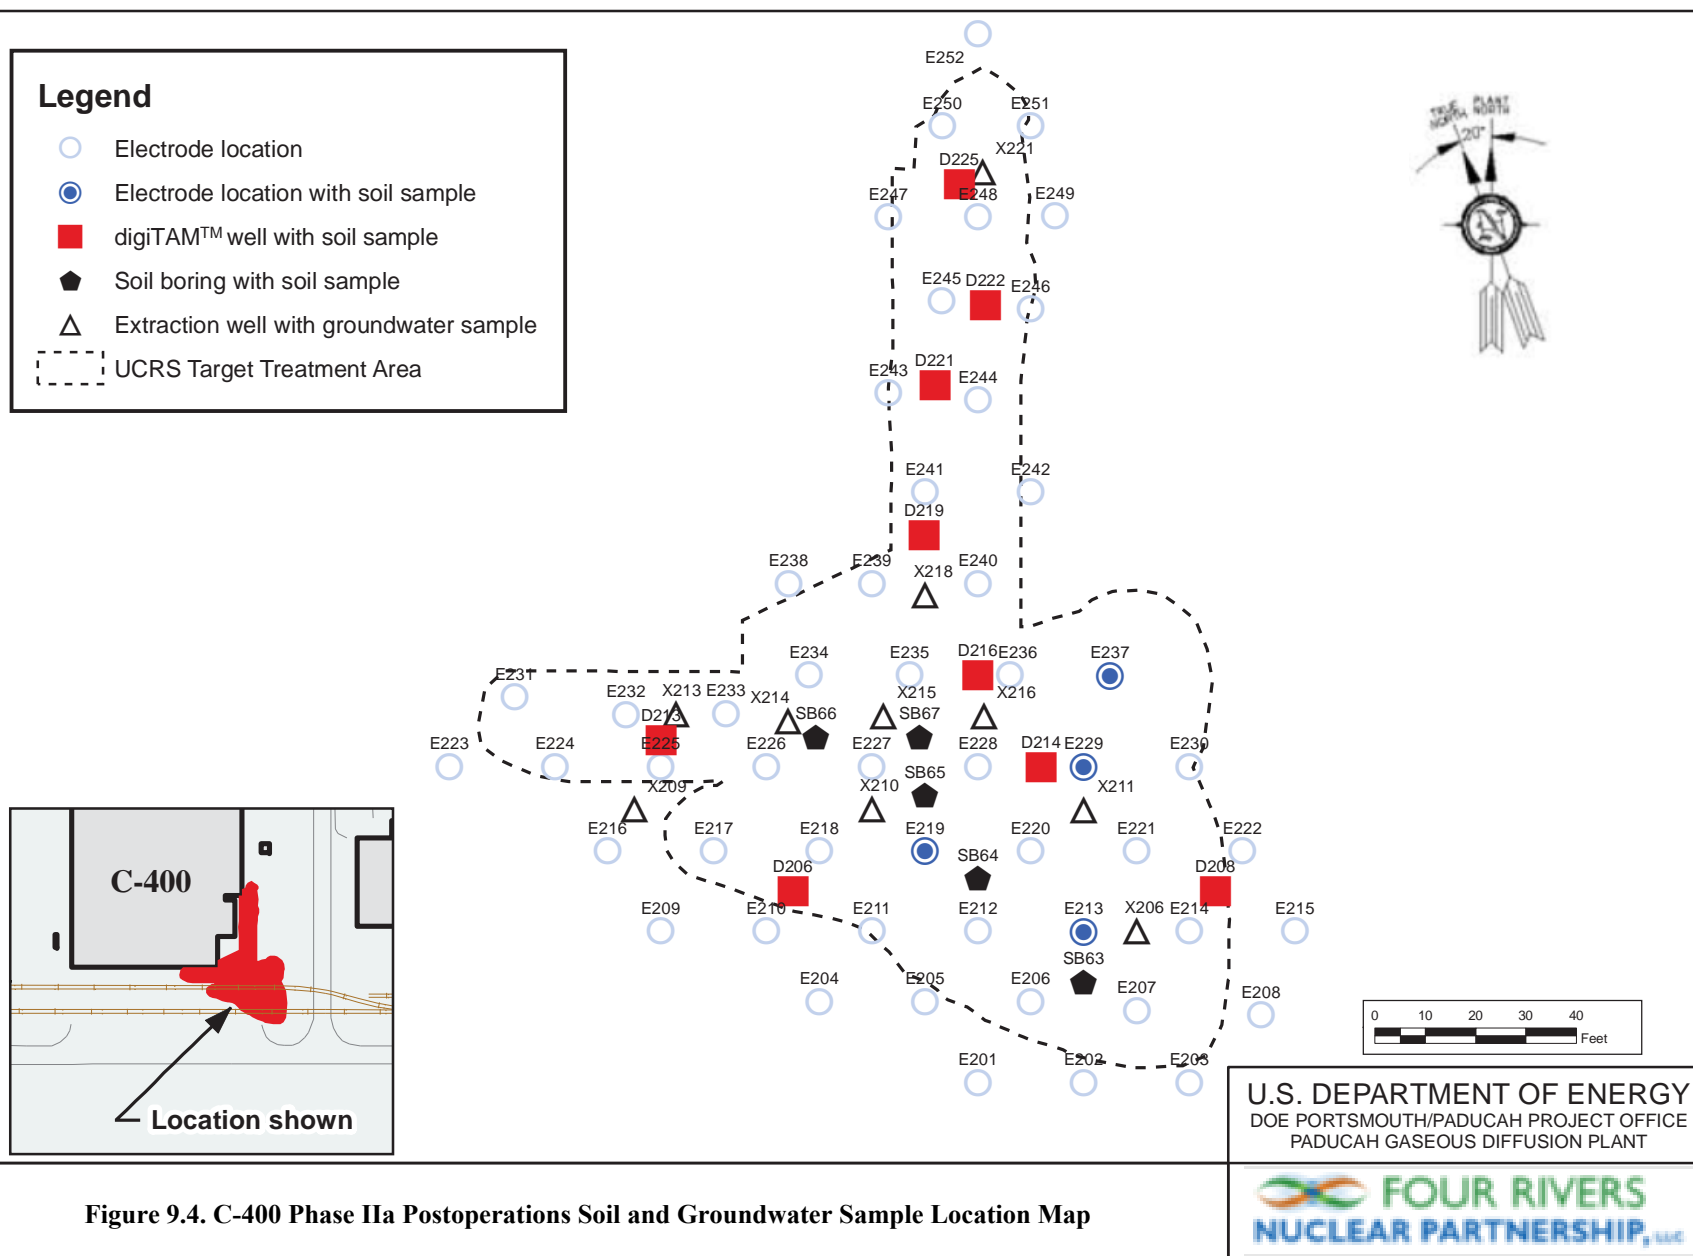 Legend
Electrode location
Electrode location with soil sample
digiTAM™ well with soil sample
Soil boring with soil sample
Extraction well with groundwater sample
UCRS Target Treatment Area
TRUE NORTH
PLANT NORTH
20°
E252
E250
E251
X221
D225
E247
E248
E249
E245
D222
E246
D221
E243
E244
E241
E242
D219
E238
E239
X218
E240
E234
E235
D216
E236
E237
E231
E232
X213
E233
X214
X215
X216
D213
SB66
SB67
E223
E224
E225
E226
E227
E228
D214
E229
E230
SB65
X209
X210
X211
E216
E217
E218
E219
E220
E221
E222
SB64
D206
D208
E209
E210
E211
E212
E213
X206
E214
E215
SB63
E204
E205
E206
E207
E208
E201
E202
E203
C-400
Location shown
0 10 20 30 40
Feet
U.S. DEPARTMENT OF ENERGY
DOE PORTSMOUTH/PADUCAH PROJECT OFFICE
PADUCAH GASEOUS DIFFUSION PLANT
FOUR RIVERS
NUCLEAR PARTNERSHIP, LLC
Figure 9.4. C-400 Phase IIa Postoperations Soil and Groundwater Sample Location Map